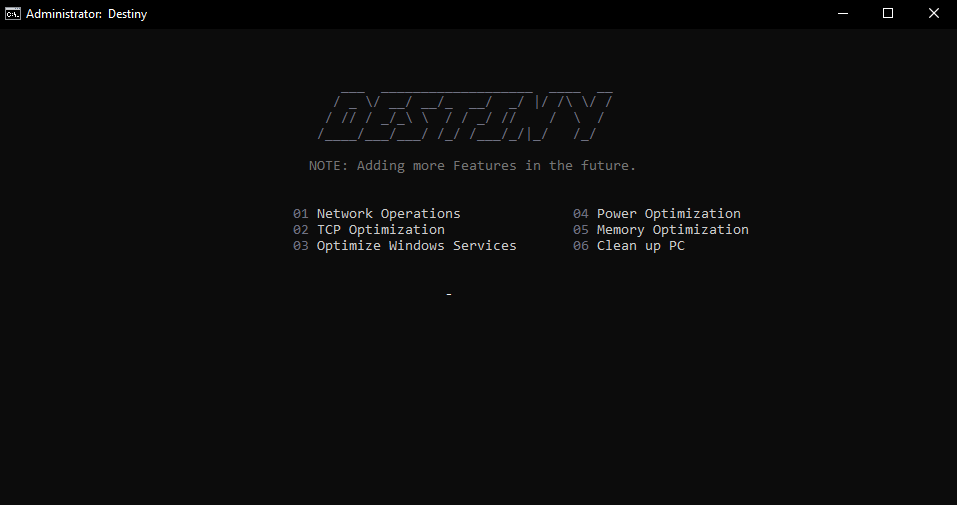 Administrator: Destiny
DESTINY
NOTE: Adding more Features in the future.
01 Network Operations 04 Power Optimization
02 TCP Optimization 05 Memory Optimization
03 Optimize Windows Services 06 Clean up PC